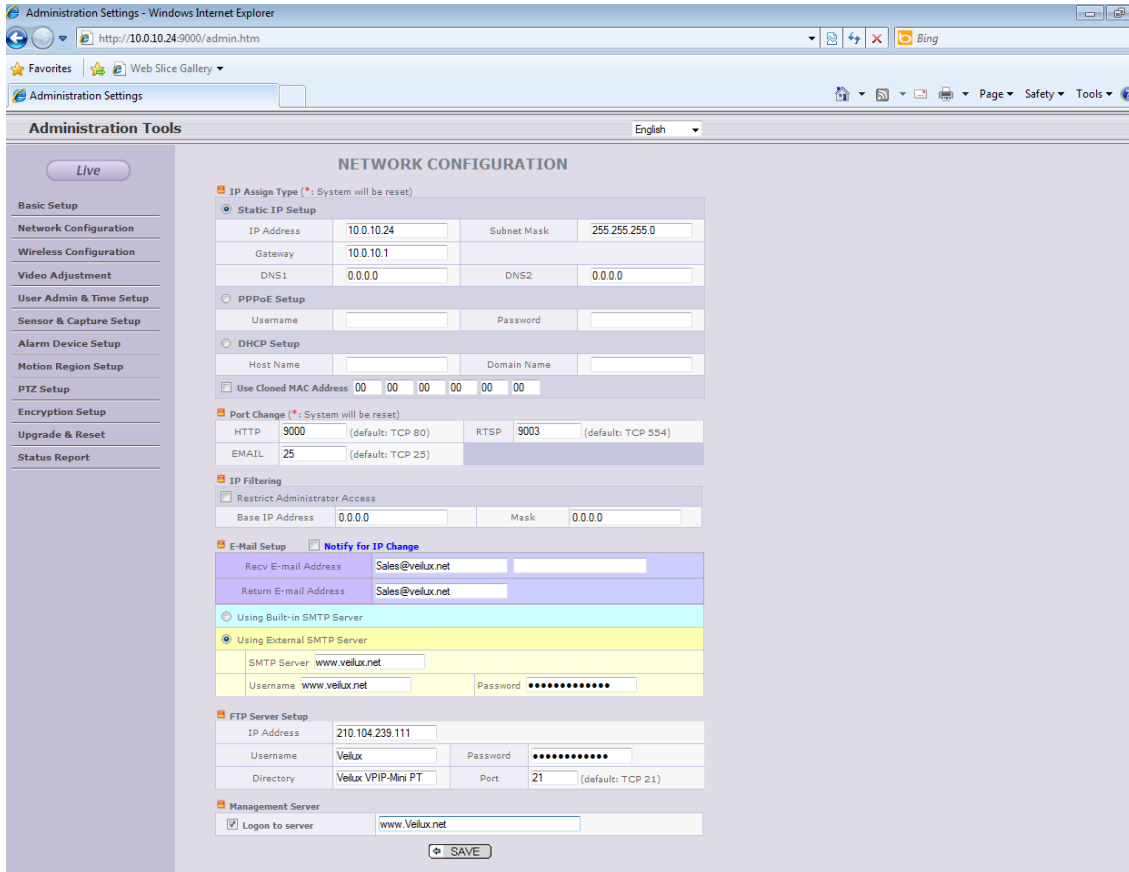 Administration Settings - Windows Internet Explorer
http://10.0.10.24:9000/admin.htm
Bing
Favorites Web Slice Gallery
Administration Settings Page Safety Tools
Administration Tools English
Live
Basic Setup
Network Configuration
Wireless Configuration
Video Adjustment
User Admin & Time Setup
Sensor & Capture Setup
Alarm Device Setup
Motion Region Setup
PTZ Setup
Encryption Setup
Upgrade & Reset
Status Report
NETWORK CONFIGURATION
IP Assign Type (*: System will be reset)
Static IP Setup
IP Address 10.0.10.24 Subnet Mask 255.255.255.0
Gateway 10.0.10.1
DNS1 0.0.0.0 DNS2 0.0.0.0
PPPoE Setup
Username Password
DHCP Setup
Host Name Domain Name
Use Cloned MAC Address 00 00 00 00 00 00
Port Change (*: System will be reset)
HTTP 9000 (default: TCP 80) RTSP 9003 (default: TCP 554)
EMAIL 25 (default: TCP 25)
IP Filtering
Restrict Administrator Access
Base IP Address 0.0.0.0 Mask 0.0.0.0
E-Mail Setup Notify for IP Change
Recv E-mail Address Sales@veilux.net
Return E-mail Address Sales@veilux.net
Using Built-in SMTP Server
Using External SMTP Server
SMTP Server www.veilux.net
Username www.veilux.net Password •••••••••••••
FTP Server Setup
IP Address 210.104.239.111
Username Veilux Password ••••••••••••
Directory Veilux VPIP-Mini PT Port 21 (default: TCP 21)
Management Server
Logon to server www.Veilux.net
SAVE